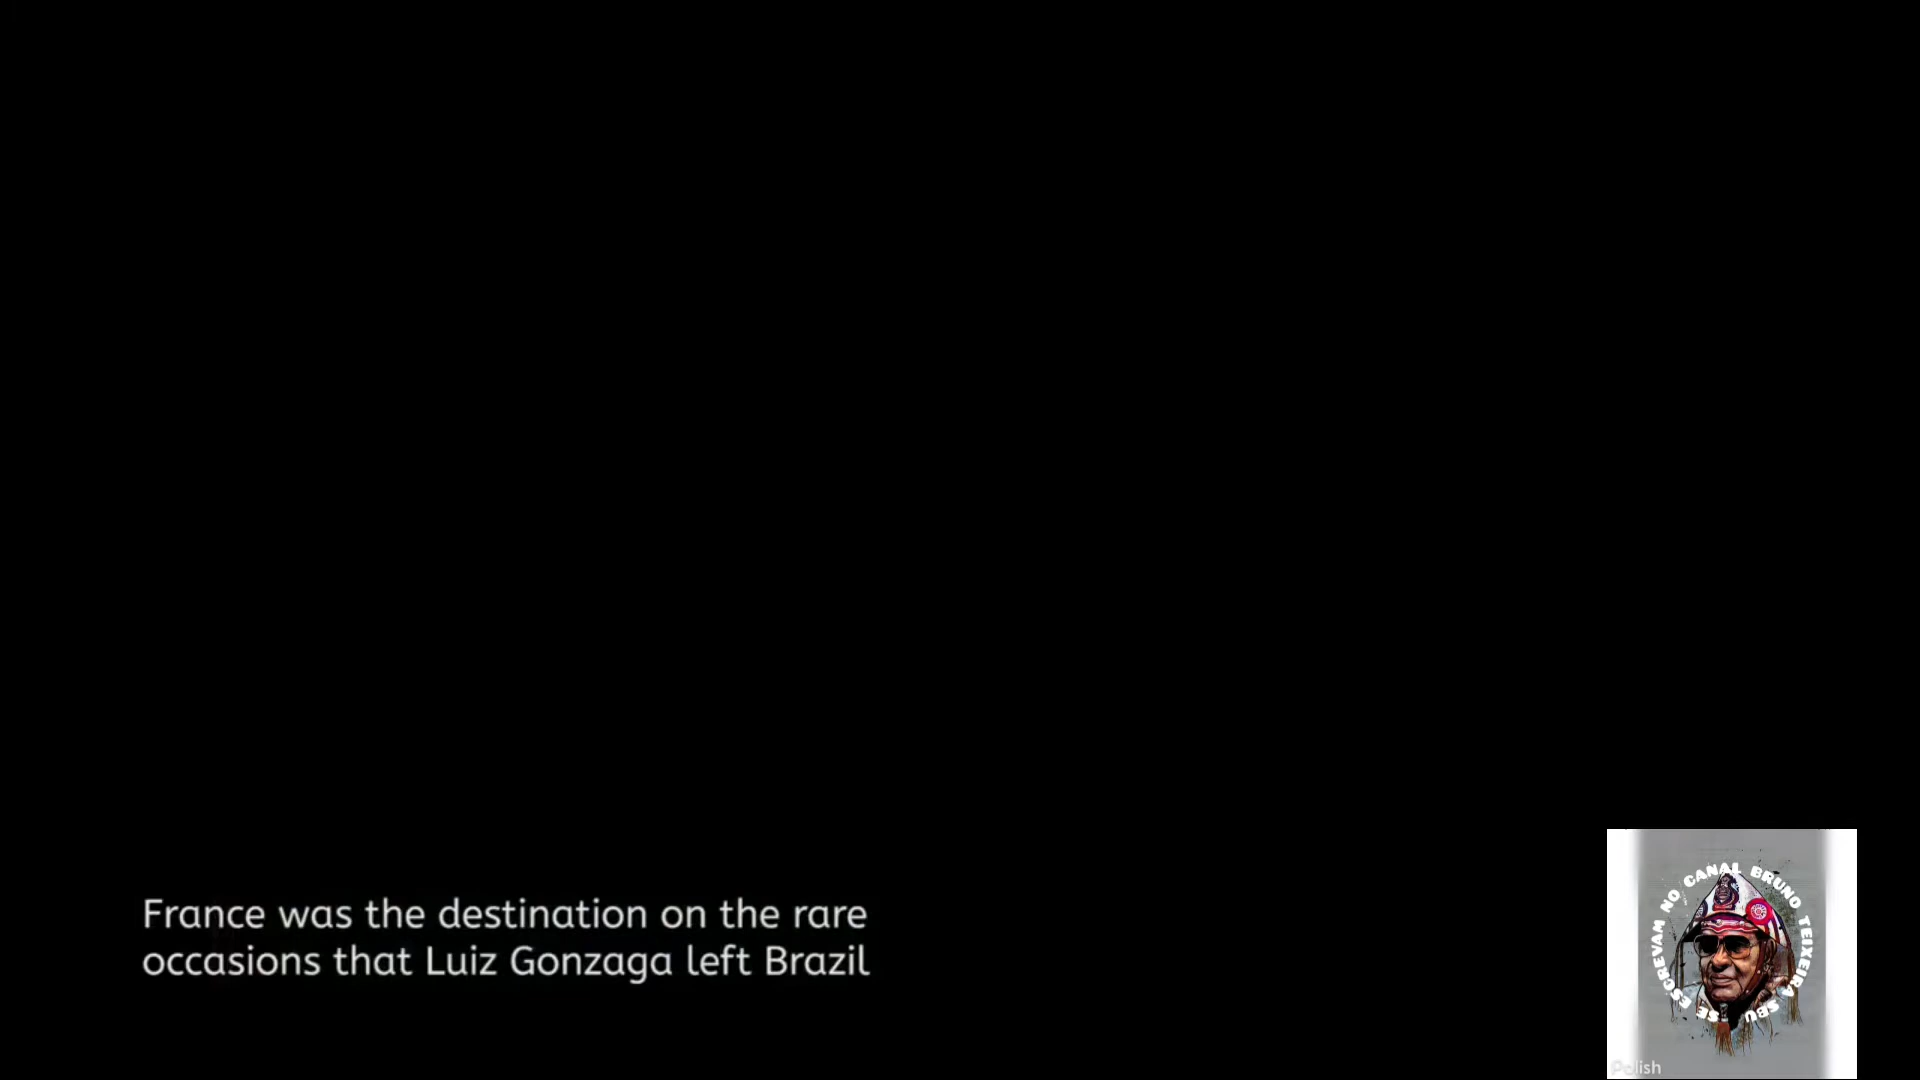 France was the destination on the rare
occasions that Luiz Gonzaga left Brazil
SE ESCREVAM NO CANAL BRUNO TEIXEIRA SBU
Polish